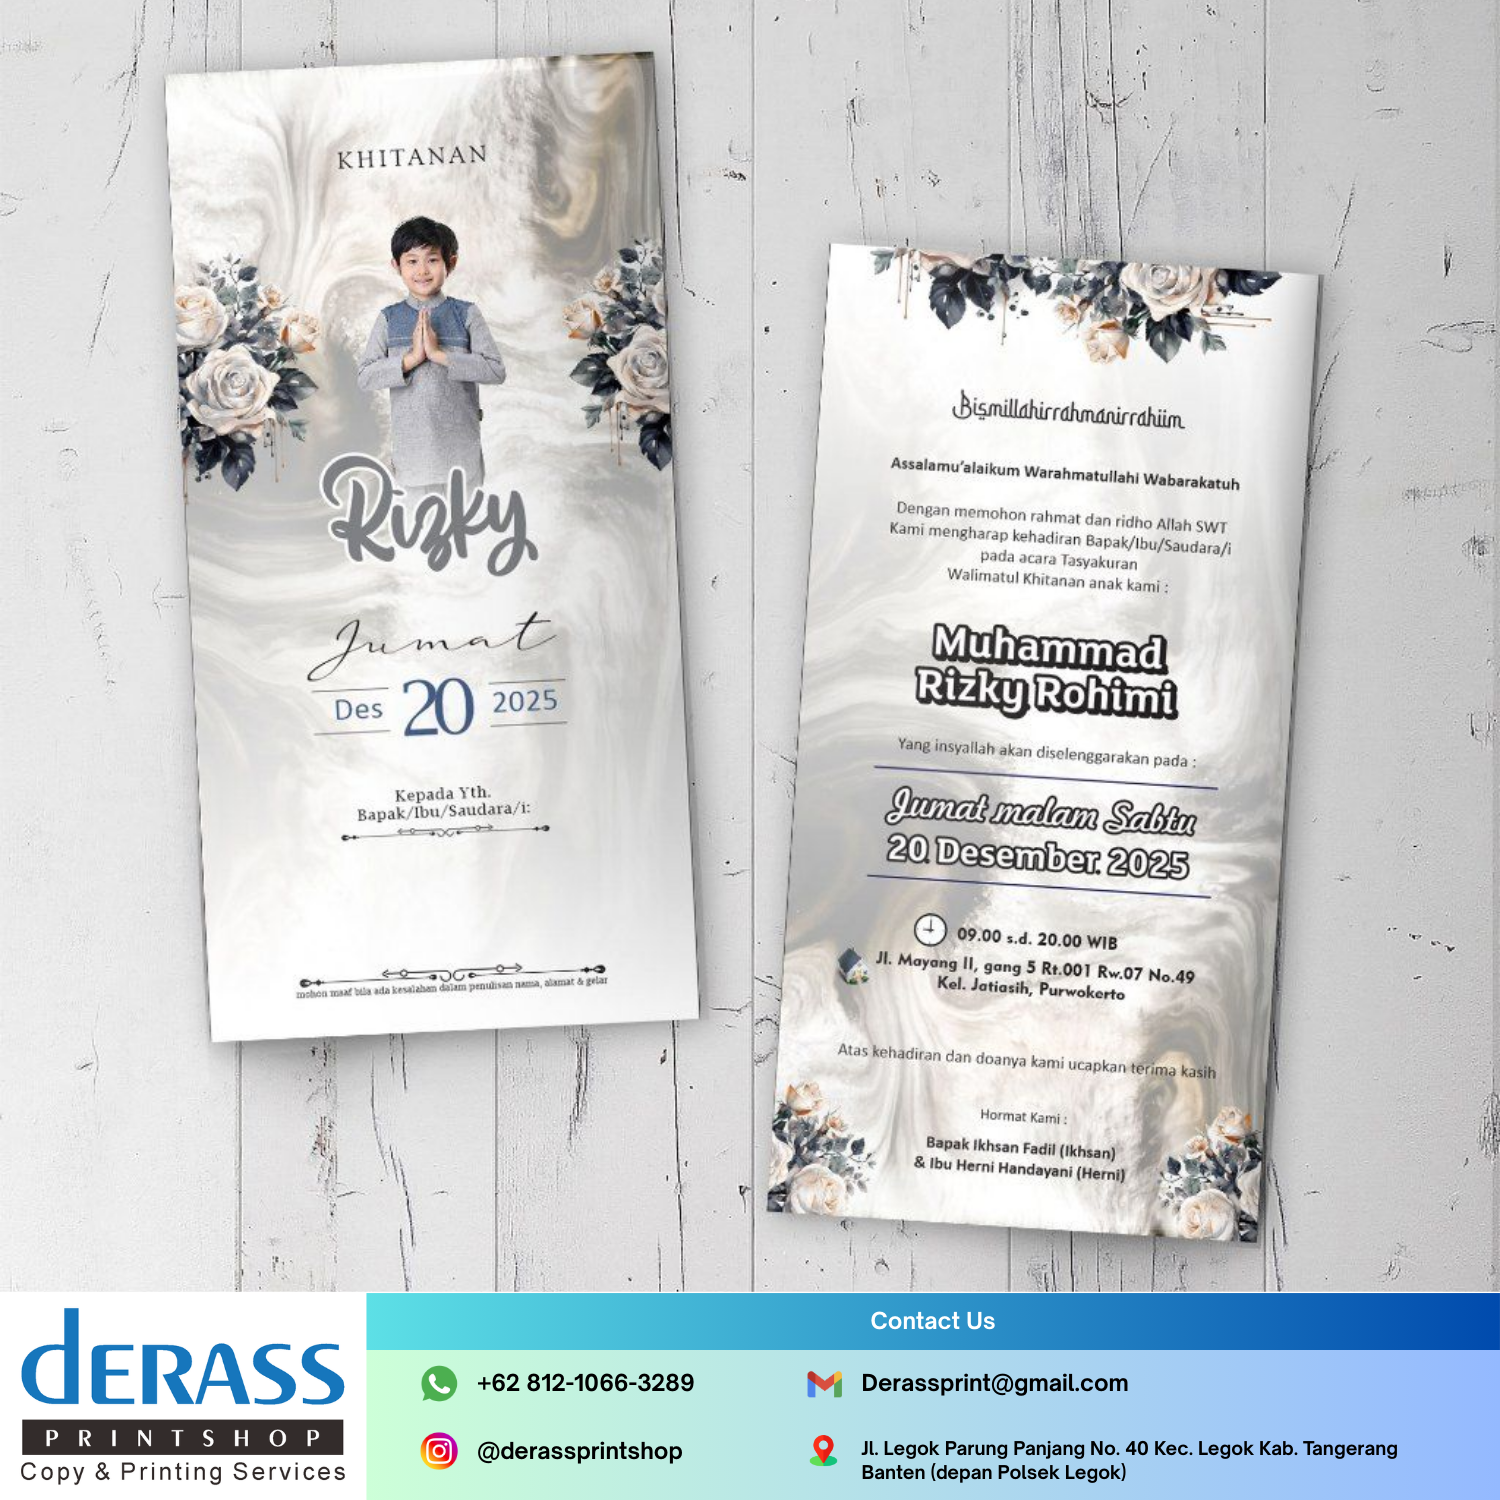 KHITANAN
Rizky
Jumat
Des 20 2025
Kepada Yth.
Bapak/Ibu/Saudara/i:
mohon maaf bila ada kesalahan dalam penulisan nama, alamat & gelar
Bismillahirrahmanirrahiim
Assalamu'alaikum Warahmatullahi Wabarakatuh
Dengan memohon rahmat dan ridho Allah SWT
Kami mengharap kehadiran Bapak/Ibu/Saudara/i
pada acara Tasyakuran
Walimatul Khitanan anak kami :
Muhammad
Rizky Rohimi
Yang insyallah akan diselenggarakan pada :
Jumat malam Sabtu
20 Desember 2025
09.00 s.d. 20.00 WIB
Jl. Mayang II, gang 5 Rt.001 Rw.07 No.49
Kel. Jatiasih, Purwokerto
Atas kehadiran dan doanya kami ucapkan terima kasih
Hormat Kami :
Bapak Ikhsan Fadil (Ikhsan)
& Ibu Herni Handayani (Herni)
dERASS
PRINTSHOP
Copy & Printing Services
Contact Us
+62 812-1066-3289
Derassprint@gmail.com
@derassprintshop
Jl. Legok Parung Panjang No. 40 Kec. Legok Kab. Tangerang
Banten (depan Polsek Legok)